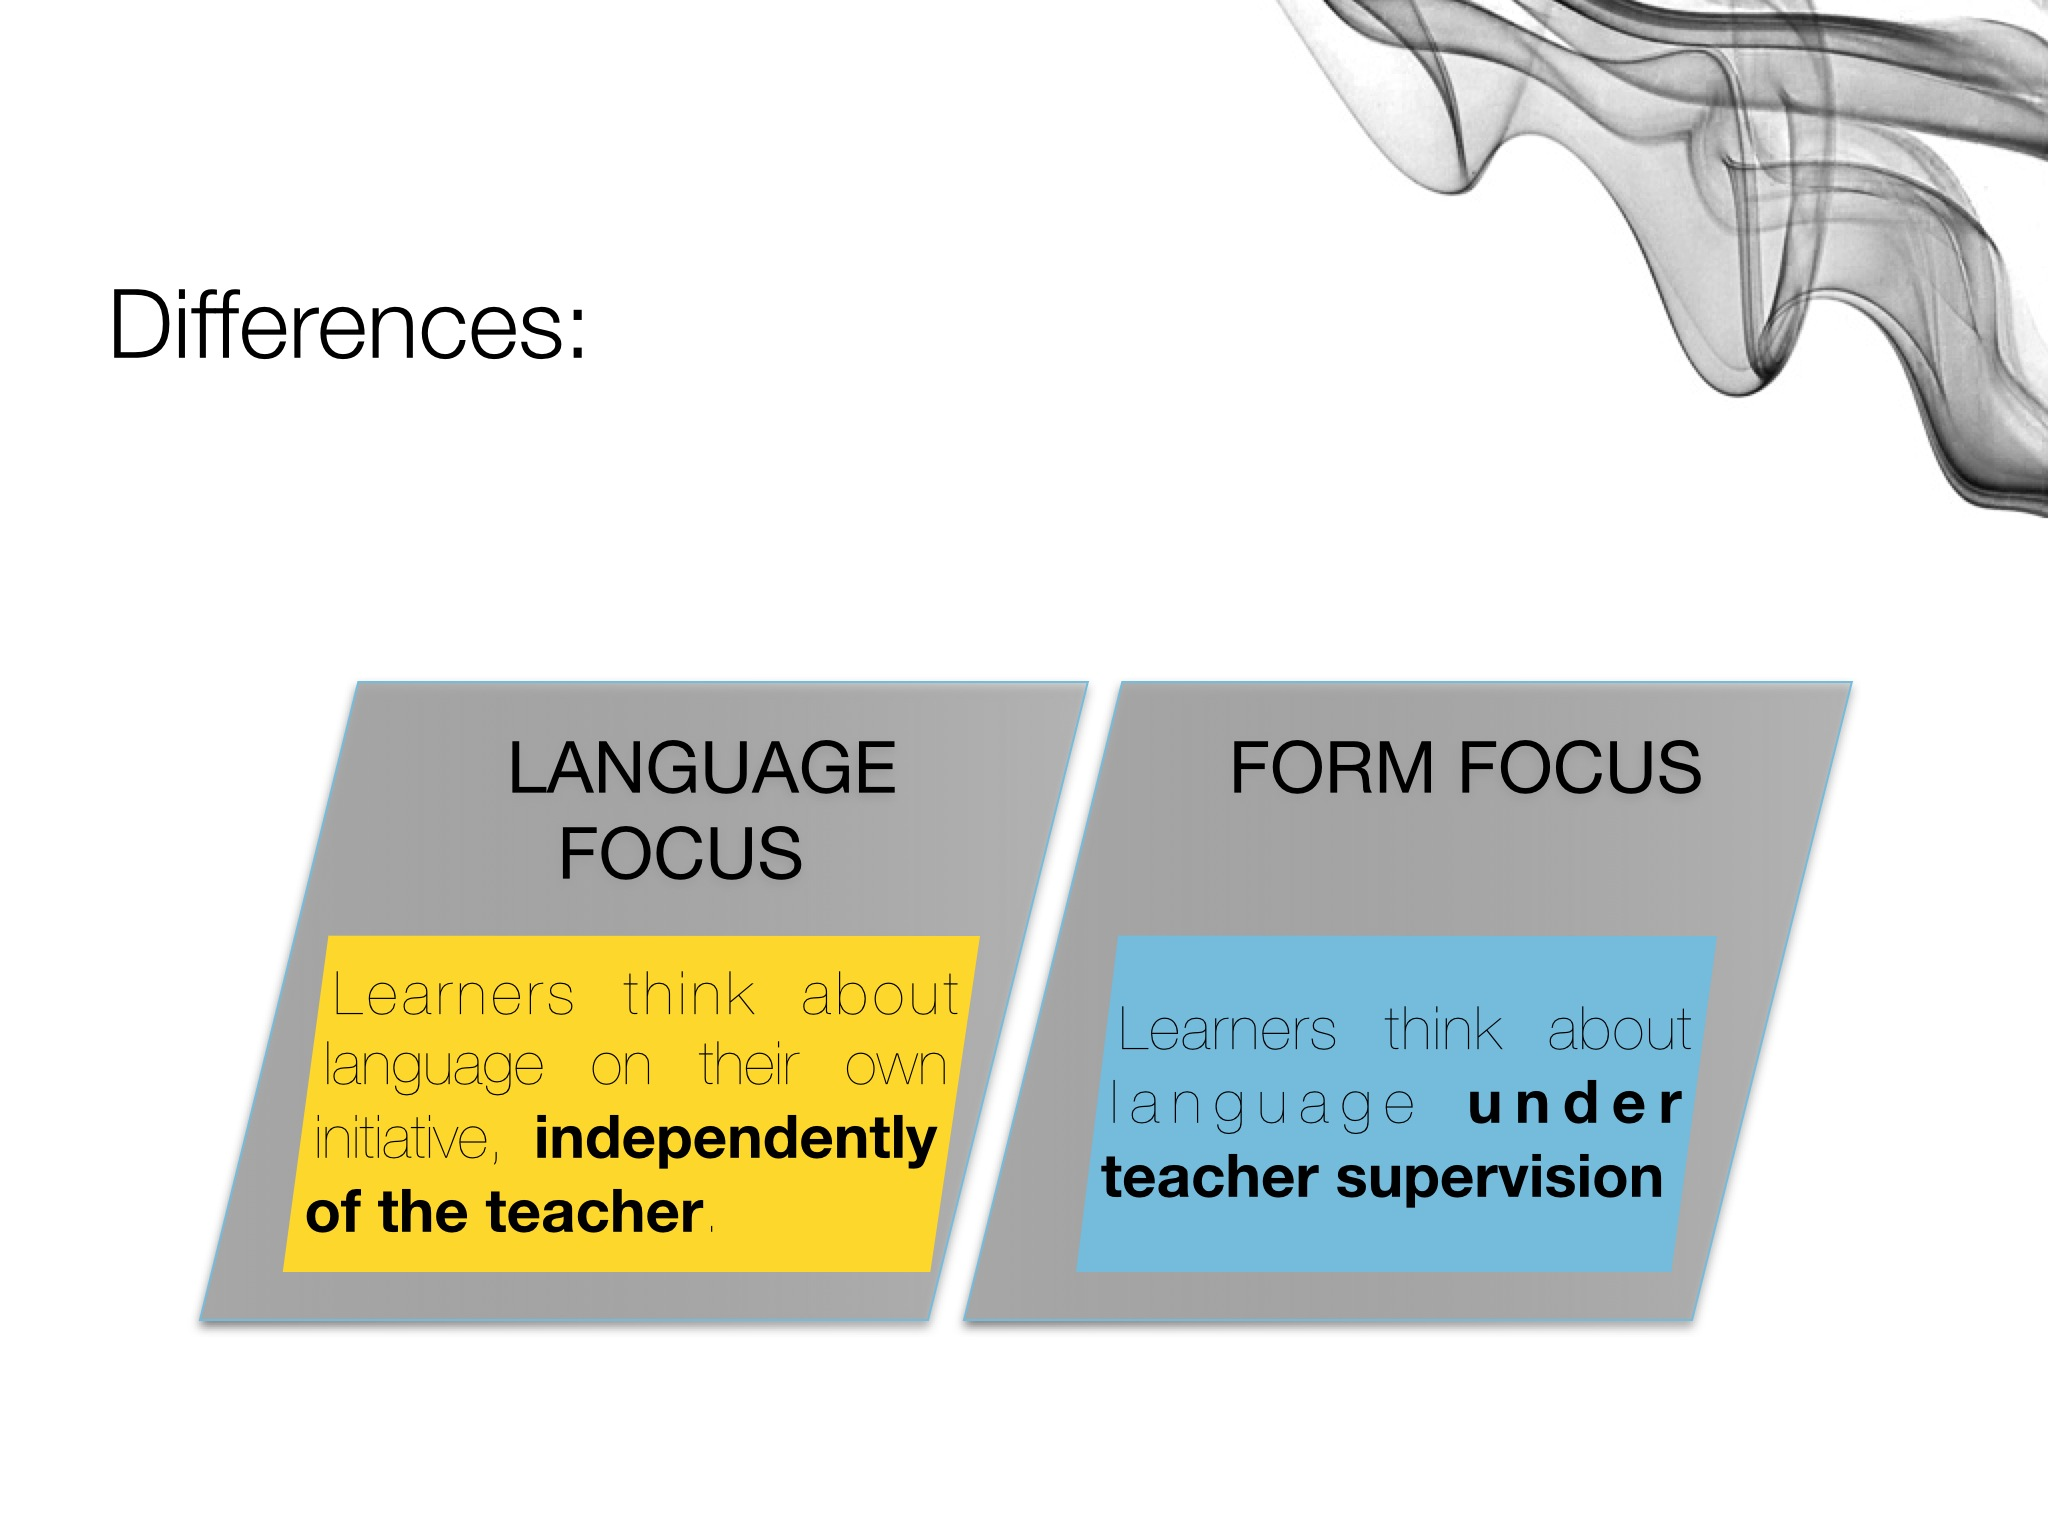 Differences:
LANGUAGE
FOCUS
Learners think about
language on their own
initiative, independently
of the teacher.
FORM FOCUS
Learners think about
language under
teacher supervision